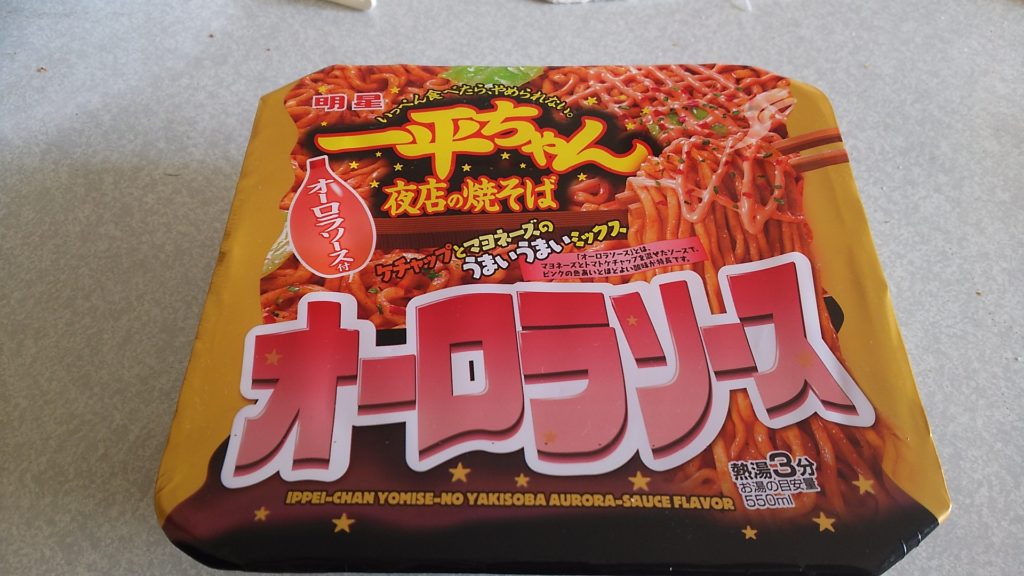 明星
いっぺん食べたら、やめられない。
一平ちゃん
夜店の焼そば
オーロラソース付
ケチャップとマヨネーズの
うまいうまいミックス
「オーロラソース」とは、
マヨネーズとトマトケチャップを混ぜたソースで、
ピンクの色あいとほどよい酸味が特長です。
オーロラソース
熱湯3分
お湯の目安量
550ml
IPPEI-CHAN YOMISE-NO YAKISOBA AURORA-SAUCE FLAVOR